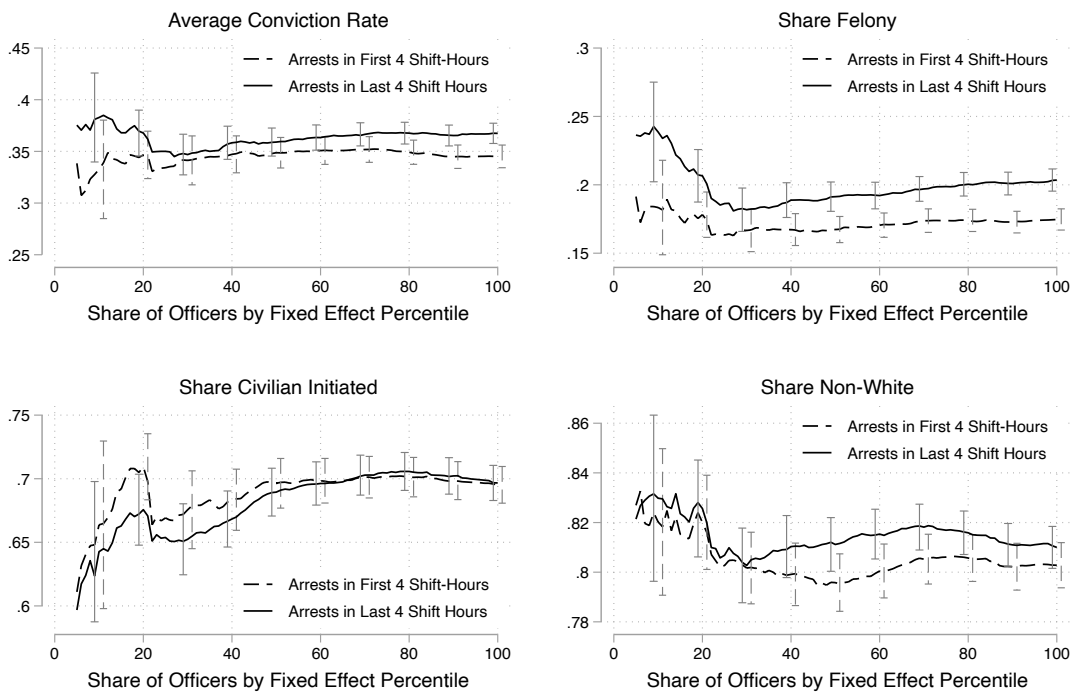 Average Conviction Rate
.45
.4
.35
.3
.25
Arrests in First 4 Shift-Hours
Arrests in Last 4 Shift Hours
0 20 40 60 80 100
Share of Officers by Fixed Effect Percentile
Share Felony
.3
.25
.2
.15
Arrests in First 4 Shift-Hours
Arrests in Last 4 Shift Hours
0 20 40 60 80 100
Share of Officers by Fixed Effect Percentile
Share Civilian Initiated
.75
.7
.65
.6
Arrests in First 4 Shift-Hours
Arrests in Last 4 Shift Hours
0 20 40 60 80 100
Share of Officers by Fixed Effect Percentile
Share Non-White
.86
.84
.82
.8
.78
Arrests in First 4 Shift-Hours
Arrests in Last 4 Shift Hours
0 20 40 60 80 100
Share of Officers by Fixed Effect Percentile